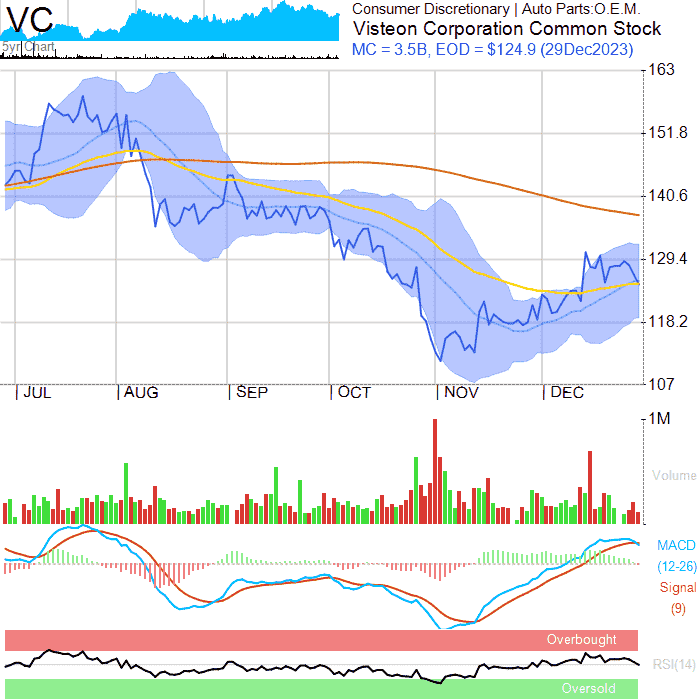 VC
5yr Chart
Consumer Discretionary | Auto Parts:O.E.M.
Visteon Corporation Common Stock
MC = 3.5B, EOD = $124.9 (29Dec2023)
163
151.8
140.6
129.4
118.2
107
JUL AUG SEP OCT NOV DEC
1M
Volume
MACD
(12-26)
Signal
(9)
Overbought
RSI(14)
Oversold